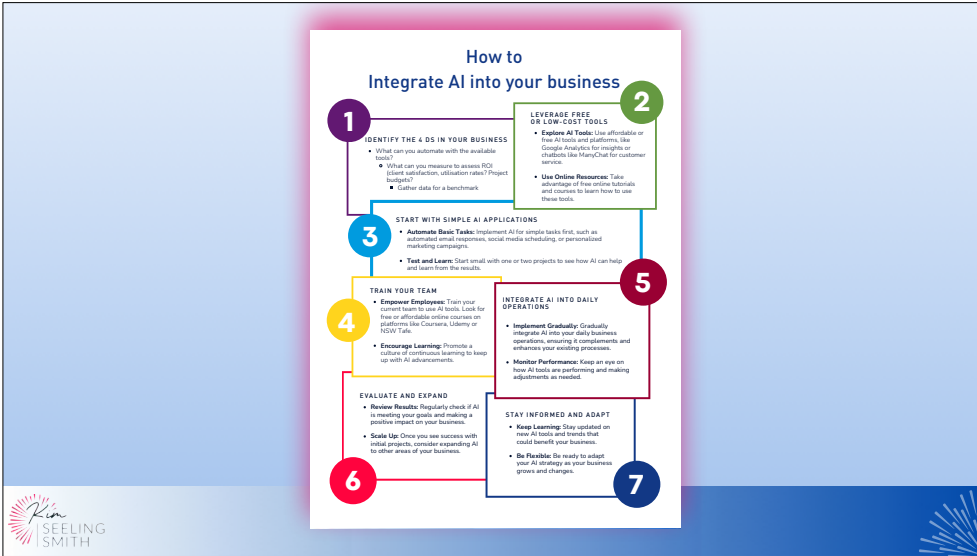 How to
Integrate AI into your business
1
IDENTIFY THE 4 DS IN YOUR BUSINESS
• What can you automate with the available
tools?
What can you measure to assess ROI
(client satisfaction, utilisation rates? Project
budgets?
Gather data for a benchmark
2
LEVERAGE FREE
OR LOW-COST TOOLS
• Explore AI Tools: Use affordable or
free AI tools and platforms, like
Google Analytics for insights or
chatbots like ManyChat for customer
service.
• Use Online Resources: Take
advantage of free online tutorials
and courses to learn how to use
these tools.
3
START WITH SIMPLE AI APPLICATIONS
• Automate Basic Tasks: Implement AI for simple tasks first, such as
automated email responses, social media scheduling, or personalized
marketing campaigns.
• Test and Learn: Start small with one or two projects to see how AI can help
and learn from the results.
4
TRAIN YOUR TEAM
• Empower Employees: Train your
current team to use AI tools. Look for
free or affordable online courses on
platforms like Coursera, Udemy or
NSW Tafe.
• Encourage Learning: Promote a
culture of continuous learning to keep
up with AI advancements.
5
INTEGRATE AI INTO DAILY
OPERATIONS
• Implement Gradually: Gradually
integrate AI into your daily business
operations, ensuring it complements and
enhances your existing processes.
• Monitor Performance: Keep an eye on
how AI tools are performing and making
adjustments as needed.
6
EVALUATE AND EXPAND
• Review Results: Regularly check if AI
is meeting your goals and making a
positive impact on your business.
• Scale Up: Once you see success with
initial projects, consider expanding AI
to other areas of your business.
7
STAY INFORMED AND ADAPT
• Keep Learning: Stay updated on
new AI tools and trends that
could benefit your business.
• Be Flexible: Be ready to adapt
your AI strategy as your business
grows and changes.
Kim
SEELING
SMITH